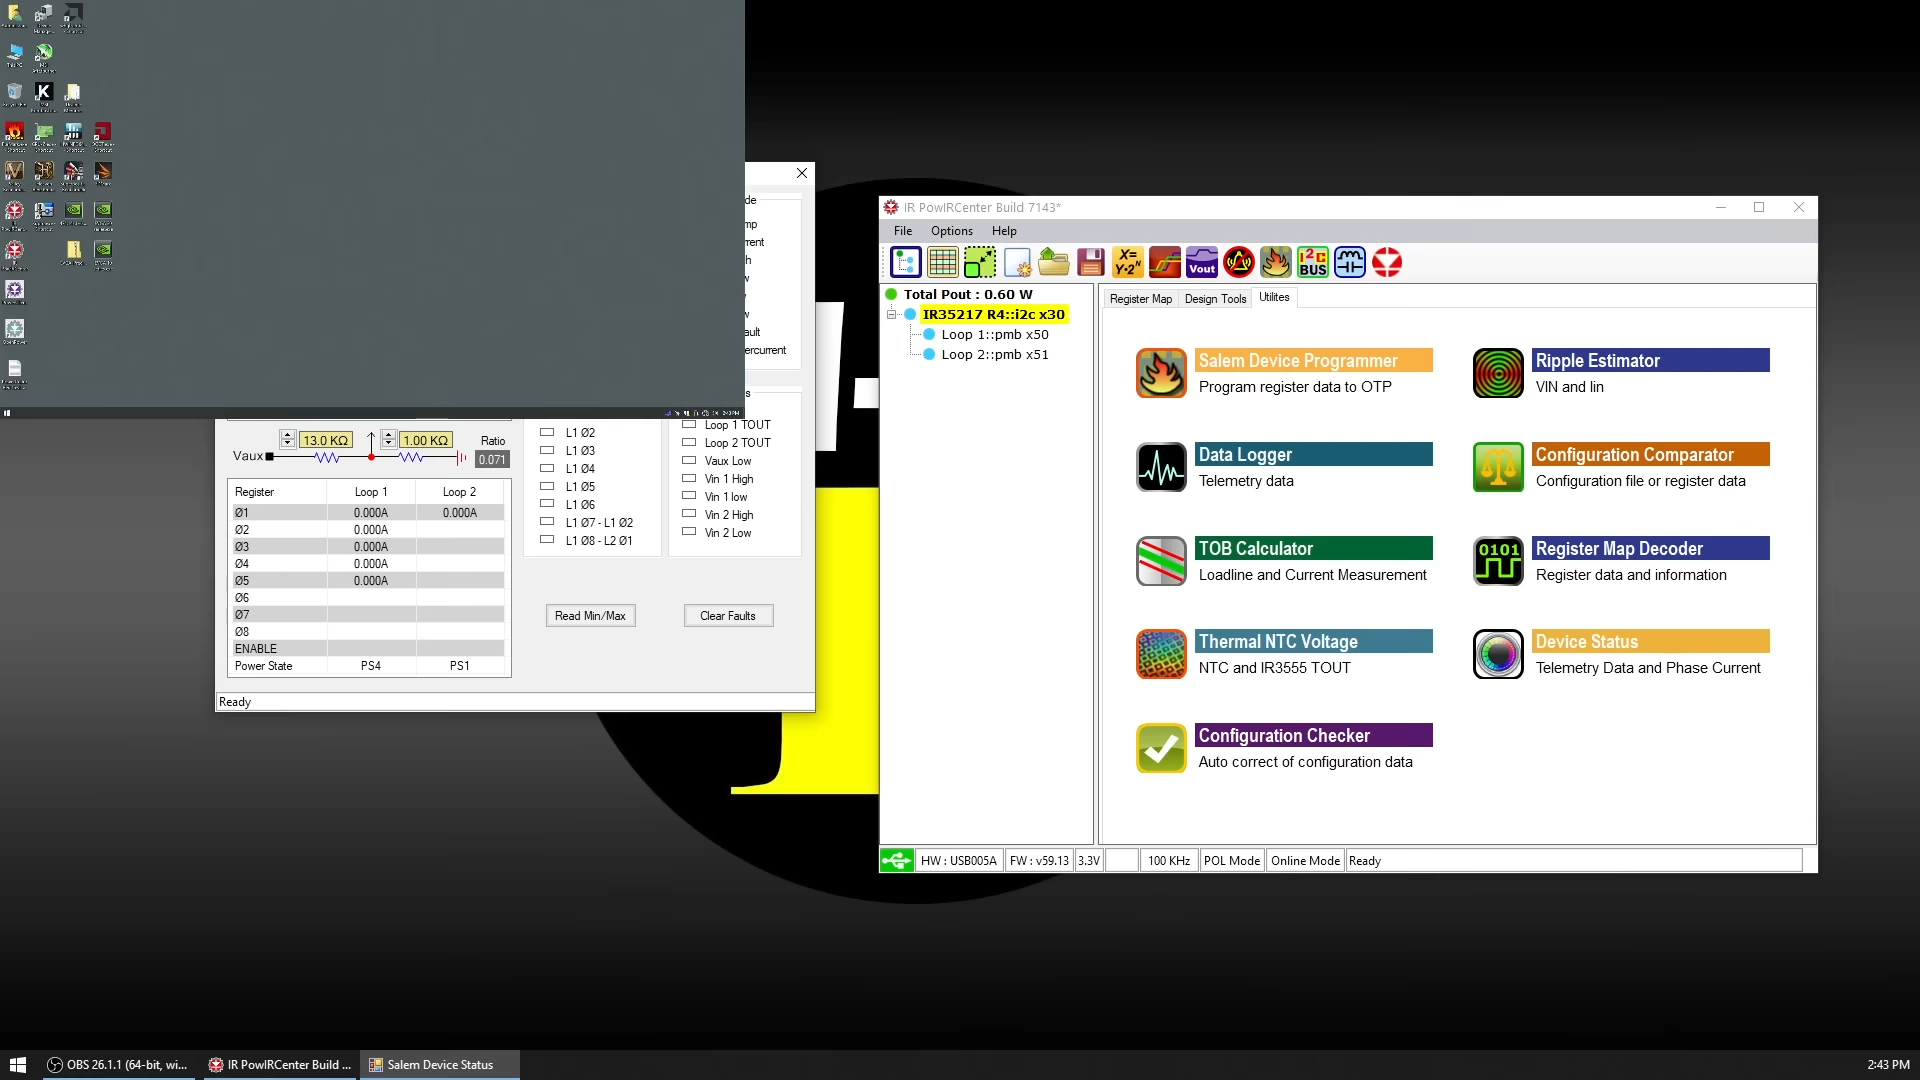 IR PowIRCenter Build 7143*
File Options Help
X=
Y·2ᴺ
Vout
I²C
BUS
Total Pout : 0.60 W
IR35217 R4::i2c x30
Loop 1::pmb x50
Loop 2::pmb x51
Register Map Design Tools Utilites
Salem Device Programmer
Program register data to OTP
Ripple Estimator
VIN and Iin
Data Logger
Telemetry data
Configuration Comparator
Configuration file or register data
TOB Calculator
Loadline and Current Measurement
0101
Register Map Decoder
Register data and information
Thermal NTC Voltage
NTC and IR3555 TOUT
Device Status
Telemetry Data and Phase Current
Configuration Checker
Auto correct of configuration data
HW : USB005A FW : v59.13 3.3V 100 KHz POL Mode Online Mode Ready
de
mp
rent
h
w
w
w
ault
ercurrent
s
13.0 KΩ 1.00 KΩ Ratio
Vaux 0.071
Register Loop 1 Loop 2
Ø1 0.000A 0.000A
Ø2 0.000A
Ø3 0.000A
Ø4 0.000A
Ø5 0.000A
Ø6
Ø7
Ø8
ENABLE
Power State PS4 PS1
L1 Ø2
L1 Ø3
L1 Ø4
L1 Ø5
L1 Ø6
L1 Ø7 - L1 Ø2
L1 Ø8 - L2 Ø1
Loop 1 TOUT
Loop 2 TOUT
Vaux Low
Vin 1 High
Vin 1 low
Vin 2 High
Vin 2 Low
Read Min/Max Clear Faults
Ready
OBS 26.1.1 (64-bit, wi... IR PowIRCenter Build ... Salem Device Status 2:43 PM